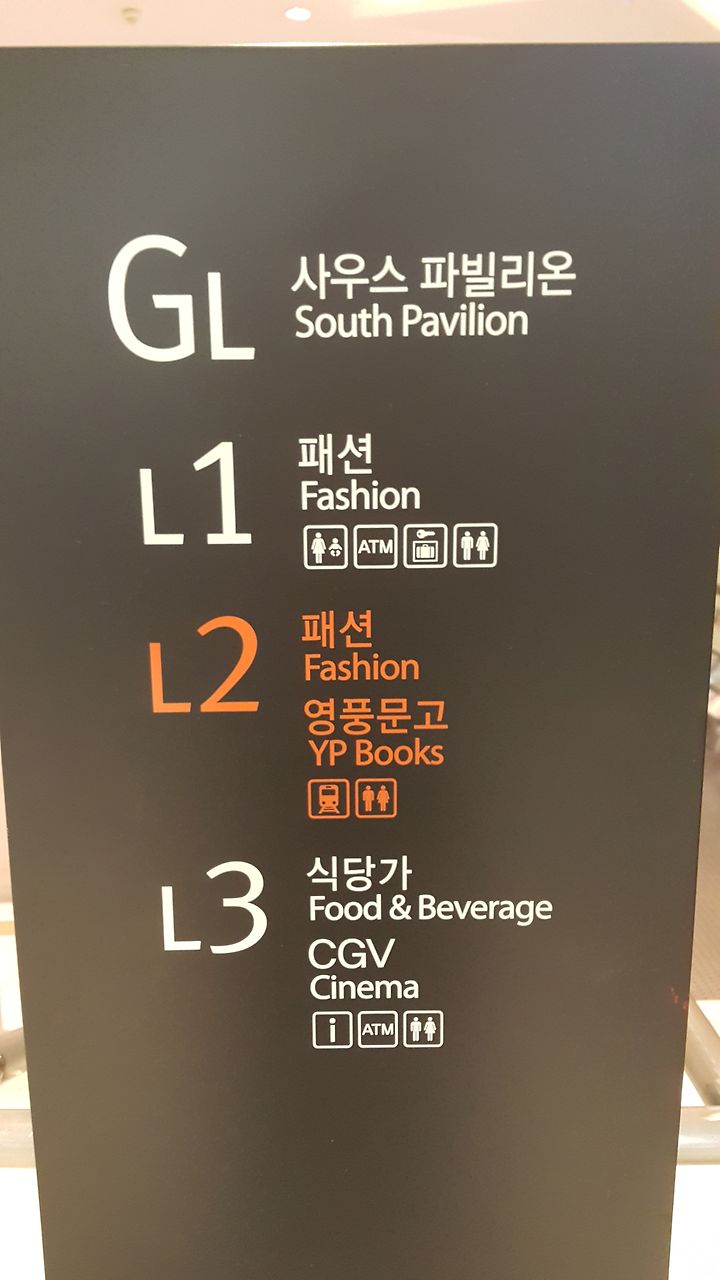 GL
사우스 파빌리온
South Pavilion
L1
패션
Fashion
ATM
L2
패션
Fashion
영풍문고
YP Books
L3
식당가
Food & Beverage
CGV
Cinema
i ATM